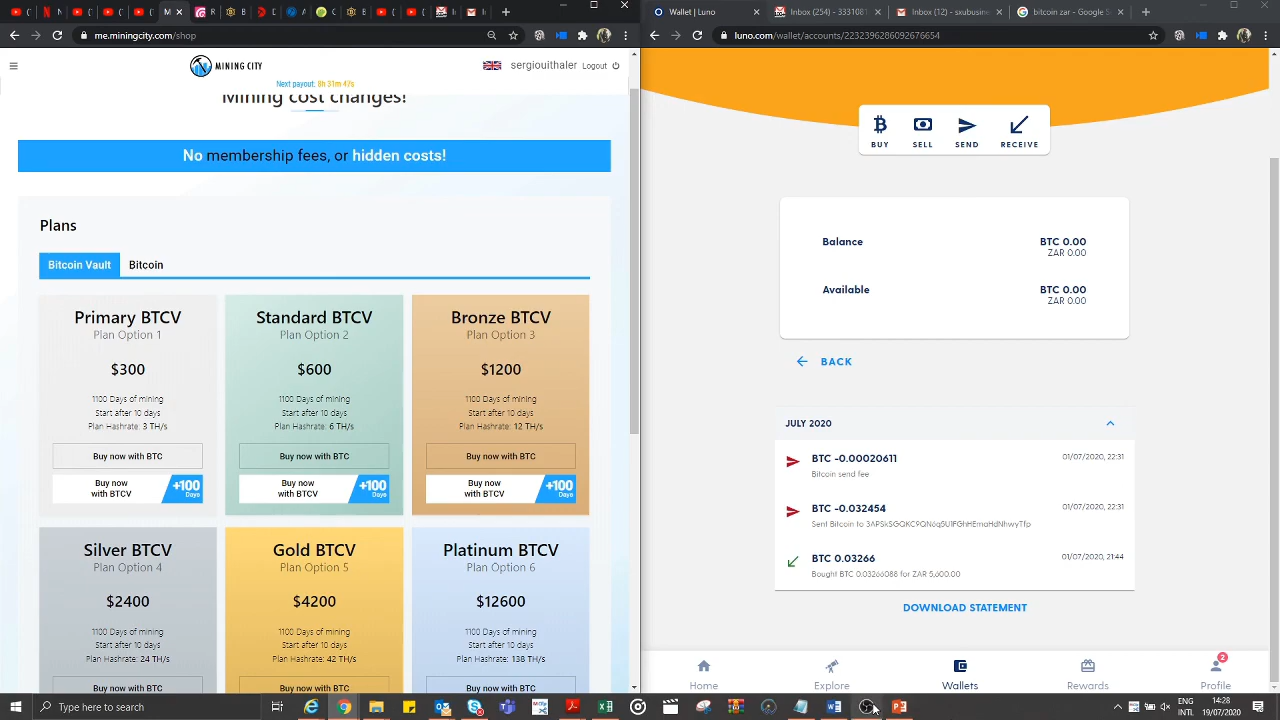 me.miningcity.com/shop
MINING CITY
sergiouithaler Logout
Next payout: 8h 31m 47s
Mining cost changes!
No membership fees, or hidden costs!
Plans
Bitcoin Vault Bitcoin
Primary BTCV
Plan Option 1
$300
1100 Days of mining
Start after 10 days
Plan Hashrate: 3 TH/s
Buy now with BTC
Buy now
with BTCV
+100
Days
Standard BTCV
Plan Option 2
$600
1100 Days of mining
Start after 10 days
Plan Hashrate: 6 TH/s
Buy now with BTC
Buy now
with BTCV
+100
Days
Bronze BTCV
Plan Option 3
$1200
1100 Days of mining
Start after 10 days
Plan Hashrate: 12 TH/s
Buy now with BTC
Buy now
with BTCV
+100
Days
Silver BTCV
Plan Option 4
$2400
1100 Days of mining
Start after 10 days
Plan Hashrate: 24 TH/s
Buy now with BTC
Gold BTCV
Plan Option 5
$4200
1100 Days of mining
Start after 10 days
Plan Hashrate: 42 TH/s
Buy now with BTC
Platinum BTCV
Plan Option 6
$12600
1100 Days of mining
Start after 10 days
Plan Hashrate: 138 TH/s
Buy now with BTC
Wallet | Luno
Inbox (254) - 3331081
Inbox (12) - sxubusines
bitcoin zar - Google S
luno.com/wallet/accounts/2232396286092676654
BUY
SELL
SEND
RECEIVE
Balance
BTC 0.00
ZAR 0.00
Available
BTC 0.00
ZAR 0.00
BACK
JULY 2020
BTC -0.00020611
01/07/2020, 22:31
Bitcoin send fee
BTC -0.032454
01/07/2020, 22:31
BTC 0.03266
01/07/2020, 21:44
Bought BTC 0.03266088 for ZAR 5,600.00
DOWNLOAD STATEMENT
Home
Explore
Wallets
Rewards
2
Profile
Type here to search
ENG
INTL
14:28
19/07/2020